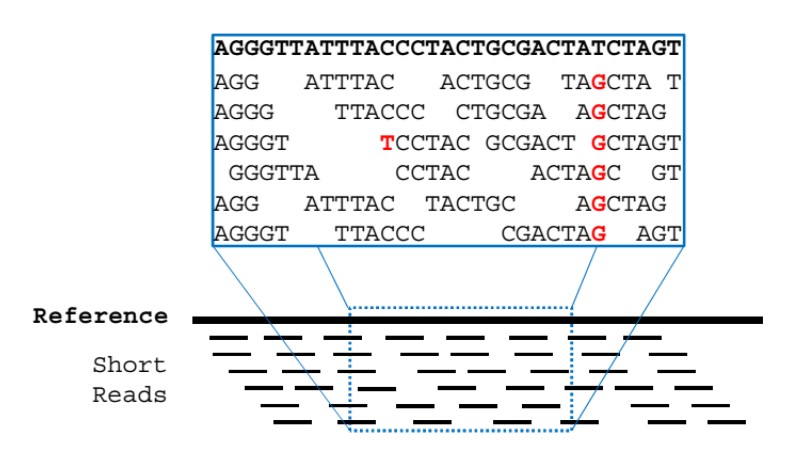 AGGGTTATTTACCCTACTGCGACTATCTAGT
AGG   ATTTAC   ACTGCG  TAGCTA T
AGGG    TTACCC  CTGCGA  AGCTAG
AGGGT      TCCTAC GCGACT GCTAGT
 GGGTTA     CCTAC    ACTAGC  GT
AGG   ATTTAC  TACTGC    AGCTAG
AGGGT   TTACCC     CGACTAG  AGT
Reference
Short
Reads